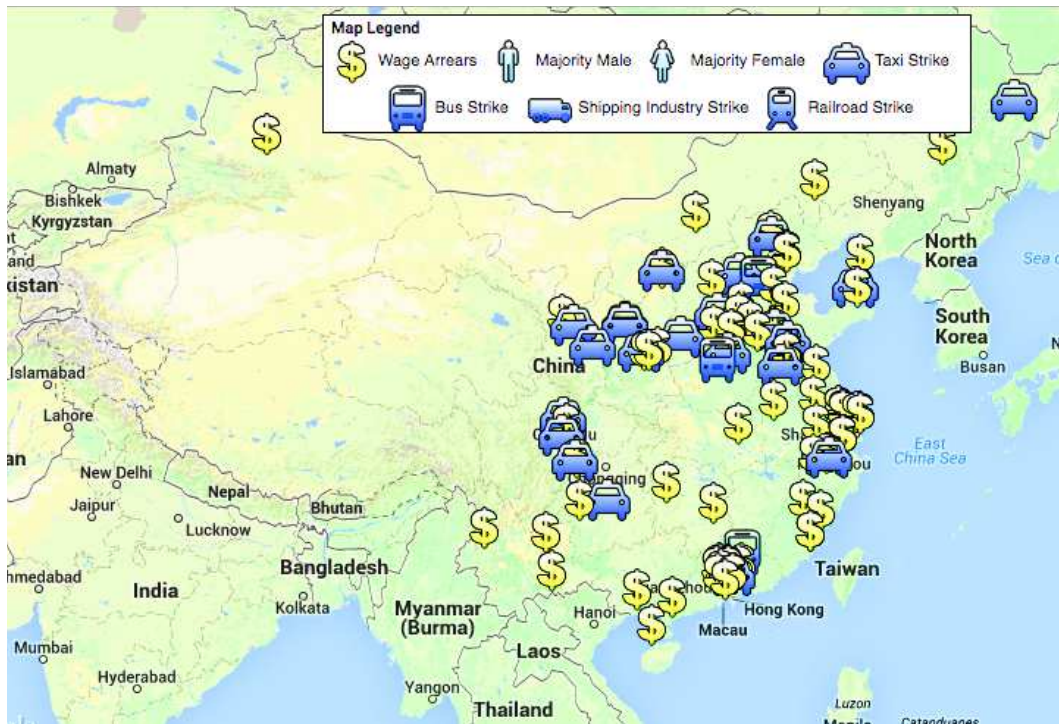 Map Legend
Wage Arrears Majority Male Majority Female Taxi Strike
Bus Strike Shipping Industry Strike Railroad Strike
Almaty
Bishkek
Kyrgyzstan
Shenyang
North
Korea
South
Korea
Busan
China
Islamabad
Lahore
East
China Sea
New Delhi
Nepal
Jaipur
Lucknow
Bhutan
Bangladesh
India
Kolkata
Myanmar
(Burma)
Hanoi
Taiwan
Hong Kong
Macau
Mumbai
Laos
Hyderabad
Yangon
Thailand
Luzon